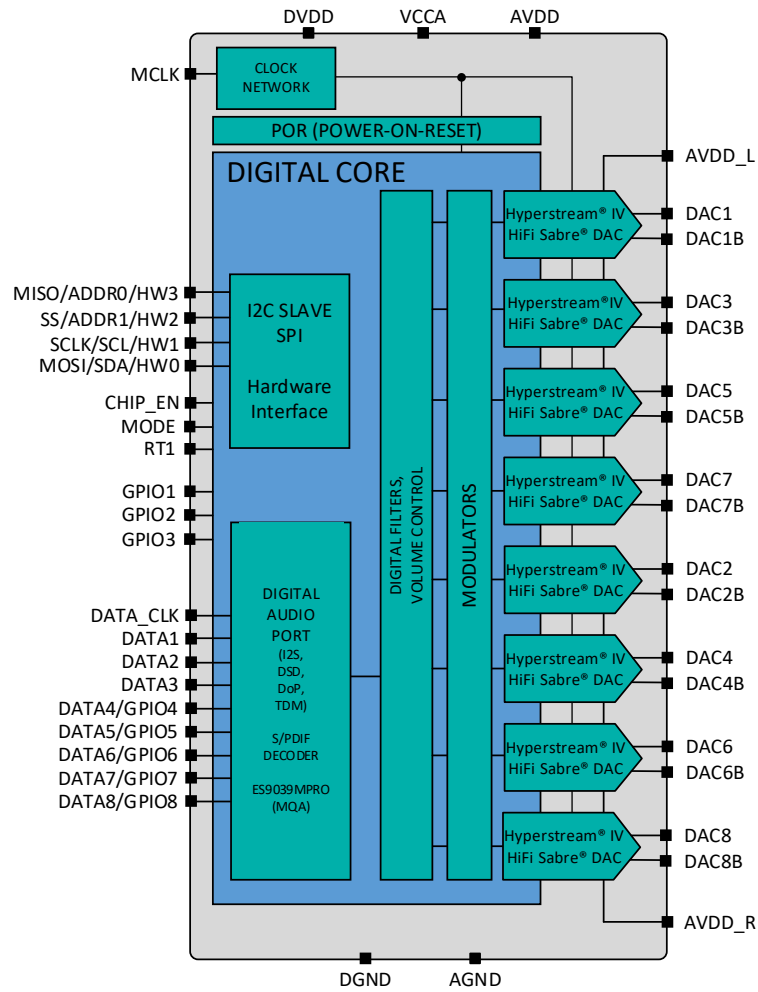 DVDD
VCCA
AVDD
MCLK
CLOCK
NETWORK
POR (POWER-ON-RESET)
DIGITAL CORE
MISO/ADDR0/HW3
SS/ADDR1/HW2
SCLK/SCL/HW1
MOSI/SDA/HW0
CHIP_EN
MODE
RT1
GPIO1
GPIO2
GPIO3
DATA_CLK
DATA1
DATA2
DATA3
DATA4/GPIO4
DATA5/GPIO5
DATA6/GPIO6
DATA7/GPIO7
DATA8/GPIO8
I2C SLAVE
SPI
Hardware
Interface
DIGITAL
AUDIO
PORT
(I2S,
DSD,
DoP,
TDM)
S/PDIF
DECODER
ES9039MPRO
(MQA)
DIGITAL FILTERS,
VOLUME CONTROL
MODULATORS
Hyperstream® IV
HiFi Sabre® DAC
Hyperstream®IV
HiFi Sabre® DAC
Hyperstream® IV
HiFi Sabre® DAC
Hyperstream® IV
HiFi Sabre® DAC
Hyperstream® IV
HiFi Sabre® DAC
Hyperstream® IV
HiFi Sabre® DAC
Hyperstream® IV
HiFi Sabre® DAC
Hyperstream® IV
HiFi Sabre® DAC
AVDD_L
DAC1
DAC1B
DAC3
DAC3B
DAC5
DAC5B
DAC7
DAC7B
DAC2
DAC2B
DAC4
DAC4B
DAC6
DAC6B
DAC8
DAC8B
AVDD_R
DGND
AGND